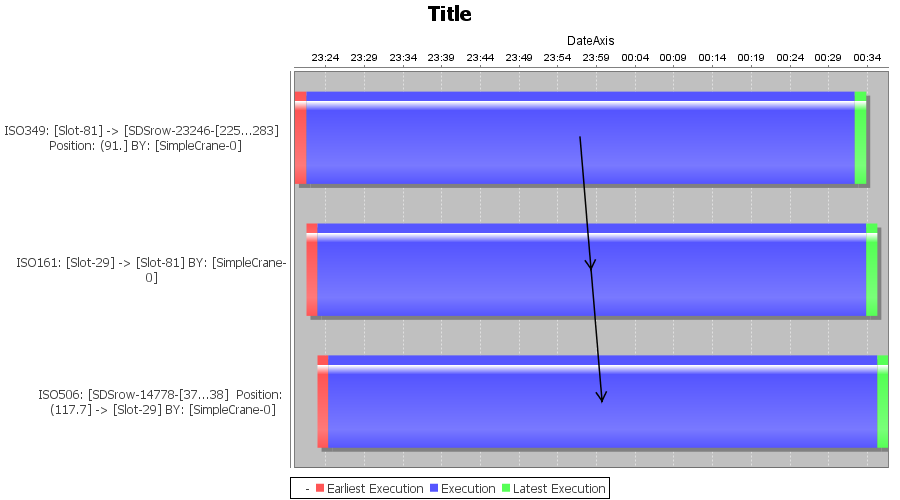 Title
DateAxis
23:24 23:29 23:34 23:39 23:44 23:49 23:54 23:59 00:04 00:09 00:14 00:19 00:24 00:29 00:34
ISO349: [Slot-81] -> [SDSrow-23246-[225...283]
Position: (91.] BY: [SimpleCrane-0]
ISO161: [Slot-29] -> [Slot-81] BY: [SimpleCrane-
0]
ISO506: [SDSrow-14778-[37...38] Position:
(117.7] -> [Slot-29] BY: [SimpleCrane-0]
- Earliest Execution Execution Latest Execution